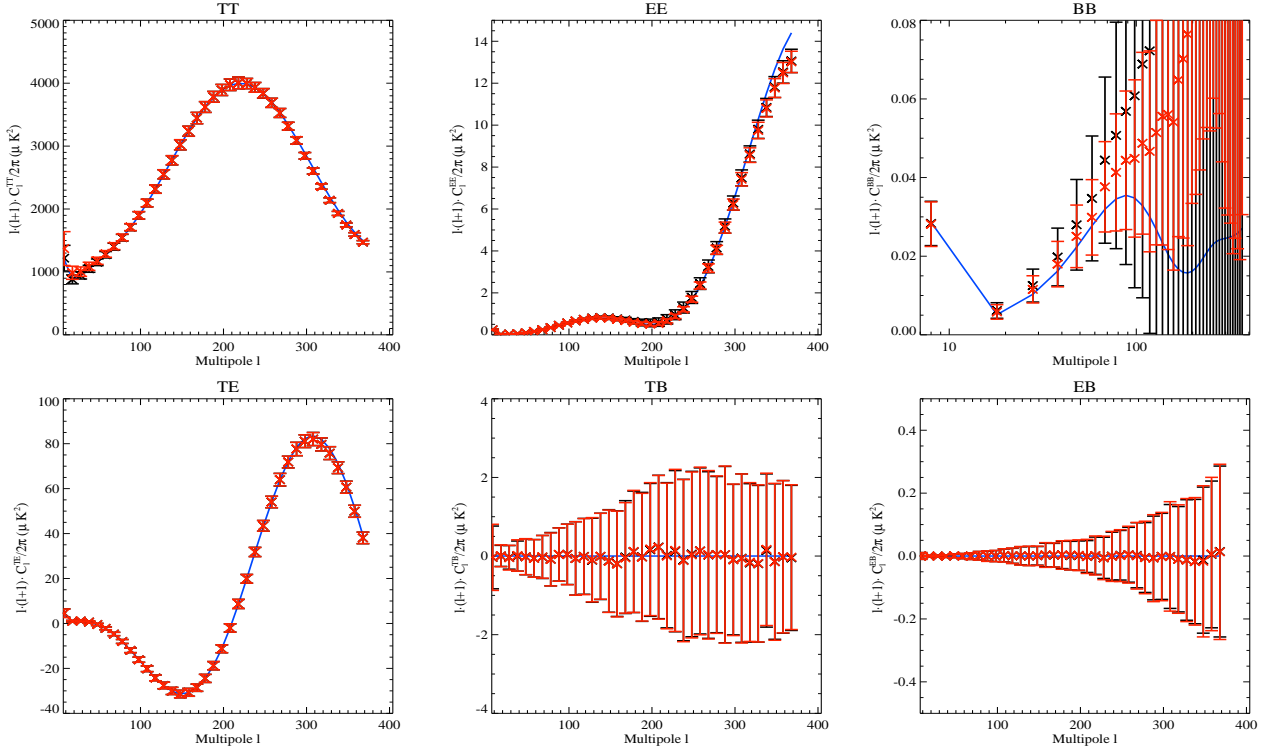 TT
5000
4000
3000
2000
1000
0
l·(l+1)· C_l^TT/2π (μ K²)
100 200 300 400
Multipole l
EE
14
12
10
8
6
4
2
0
l·(l+1)· C_l^EE/2π (μ K²)
100 200 300 400
Multipole l
BB
0.08
0.06
0.04
0.02
0.00
l·(l+1)· C_l^BB/2π (μ K²)
10 100
Multipole l
TE
100
80
60
40
20
0
-20
-40
l·(l+1)· C_l^TE/2π (μ K²)
100 200 300 400
Multipole l
TB
4
2
0
-2
-4
l·(l+1)· C_l^TB/2π (μ K²)
100 200 300 400
Multipole l
EB
0.4
0.2
0.0
-0.2
-0.4
l·(l+1)· C_l^EB/2π (μ K²)
100 200 300 400
Multipole l